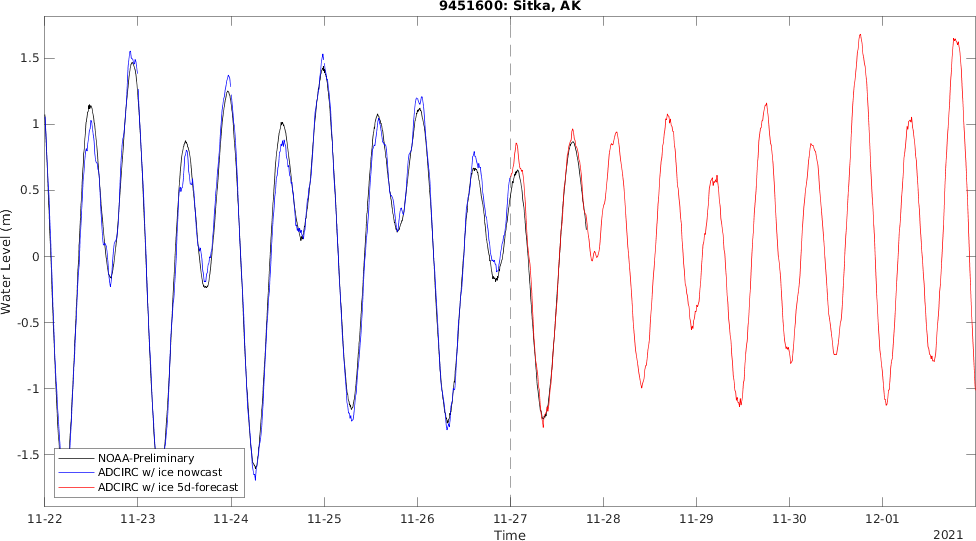 9451600: Sitka, AK
Water Level (m)
1.5
1
0.5
0
-0.5
-1
-1.5
NOAA-Preliminary
ADCIRC w/ ice nowcast
ADCIRC w/ ice 5d-forecast
11-22 11-23 11-24 11-25 11-26 11-27 11-28 11-29 11-30 12-01
Time
2021